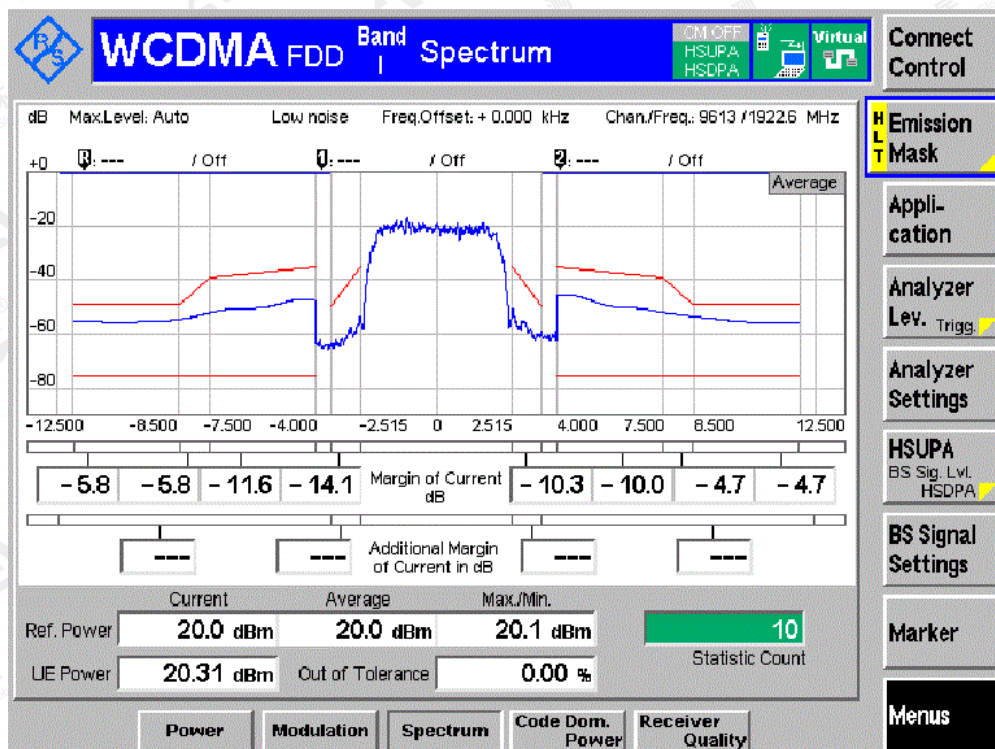 R S
WCDMA FDD Band I Spectrum
CM OFF
HSUPA
HSDPA
Virtual
Connect Control
dB Max.Level: Auto Low noise Freq.Offset: + 0.000 kHz Chan./Freq.: 9613 /1922.6 MHz
HLT
Emission Mask
R: --- / Off 1: --- / Off 2: --- / Off
Average
+0
-20
-40
-60
-80
-12.500 -8.500 -7.500 -4.000 -2.515 0 2.515 4.000 7.500 8.500 12.500
Appli-
cation
Analyzer
Lev. Trigg.
Analyzer
Settings
HSUPA
BS Sig. Lvl.
HSDPA
BS Signal
Settings
Marker
Menus
- 5.8 - 5.8 - 11.6 - 14.1 Margin of Current dB - 10.3 - 10.0 - 4.7 - 4.7
--- --- Additional Margin of Current in dB --- ---
Current Average Max./Min.
Ref. Power 20.0 dBm 20.0 dBm 20.1 dBm 10
UE Power 20.31 dBm Out of Tolerance 0.00 % Statistic Count
Power Modulation Spectrum Code Dom. Power Receiver Quality